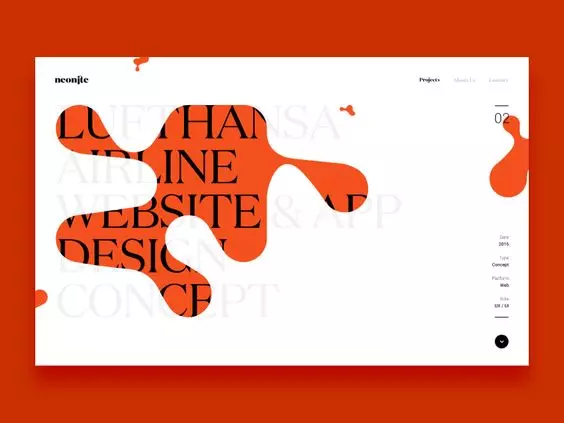 neonite
Projects
About Us
Contact
02
LUFTHANSA
AIRLINE
WEBSITE & APP
DESIGN
CONCEPT
Date
2016
Type
Concept
Platform
Web
Role
UX / UI